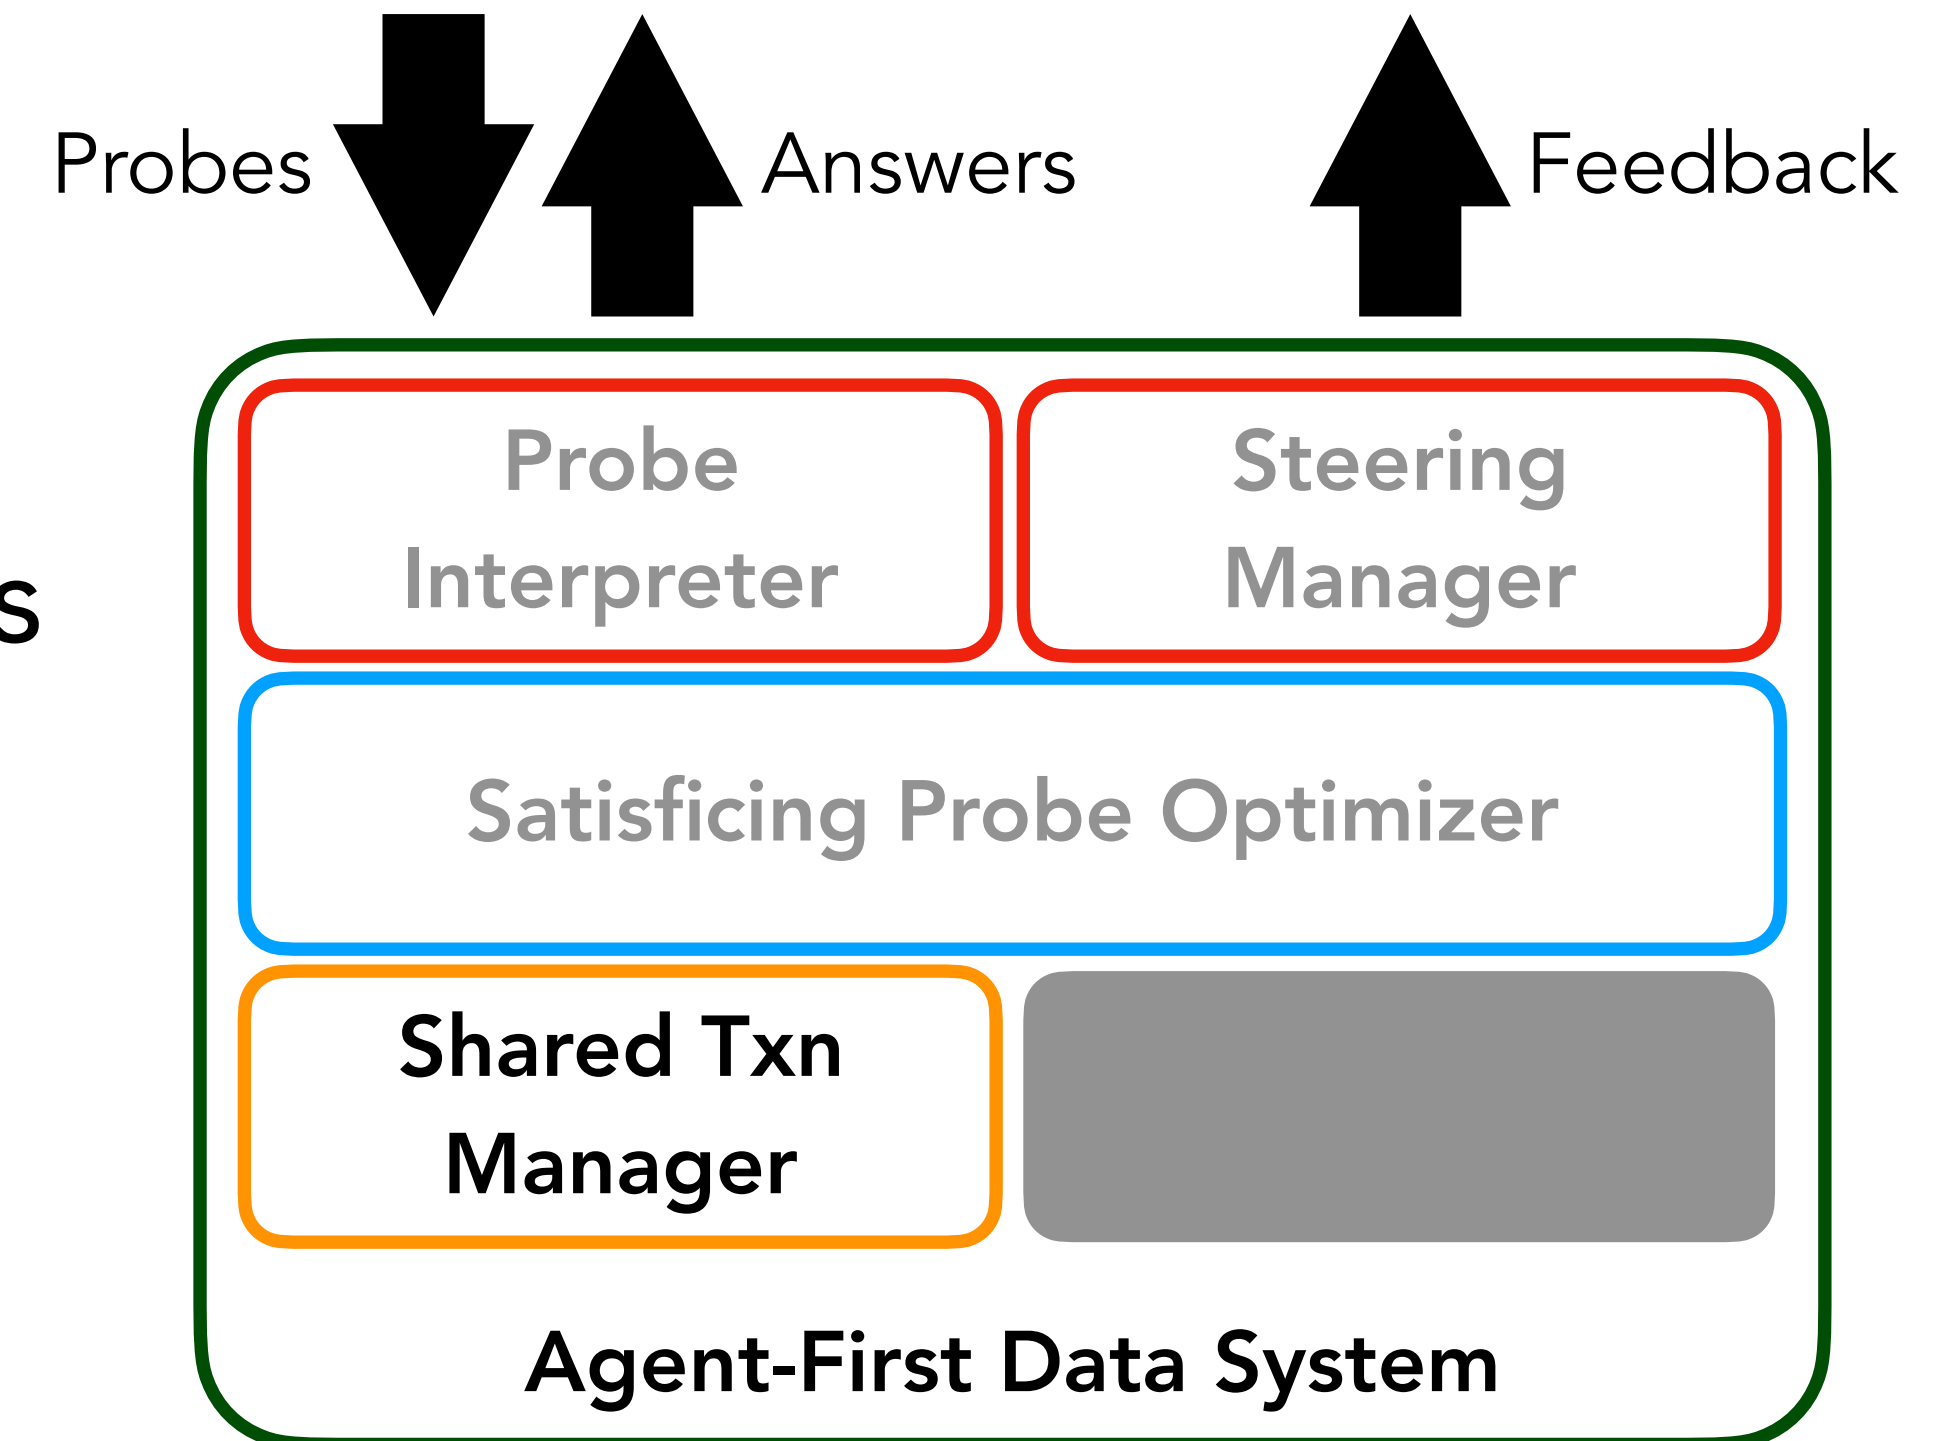 Probes
Answers
Feedback
Probe
Interpreter
Steering
Manager
s
Satisficing Probe Optimizer
Shared Txn
Manager
Agent-First Data System